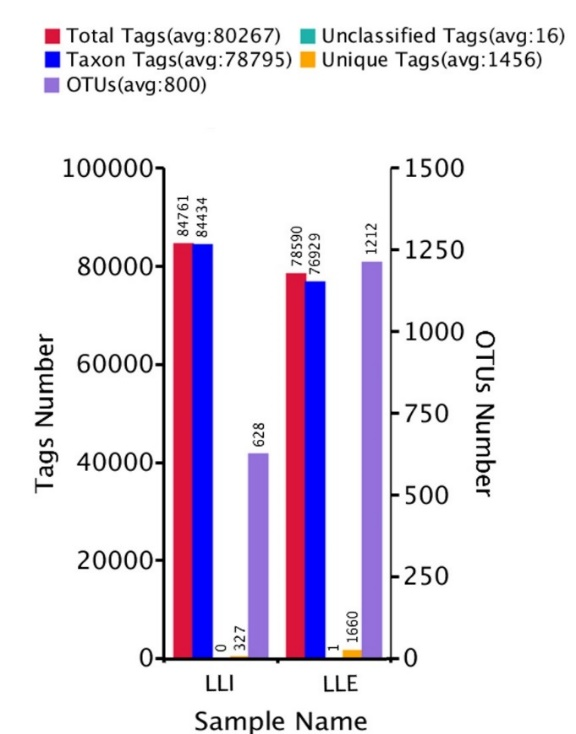 Total Tags(avg:80267) Unclassified Tags(avg:16)
Taxon Tags(avg:78795) Unique Tags(avg:1456)
OTUs(avg:800)
100000 1500
84761 84434 78590 76929 1212
80000 1250
60000 1000
Tags Number
OTUs Number
750
628
40000
500
20000
250
0 327 1 1660
0 0
LLI LLE
Sample Name